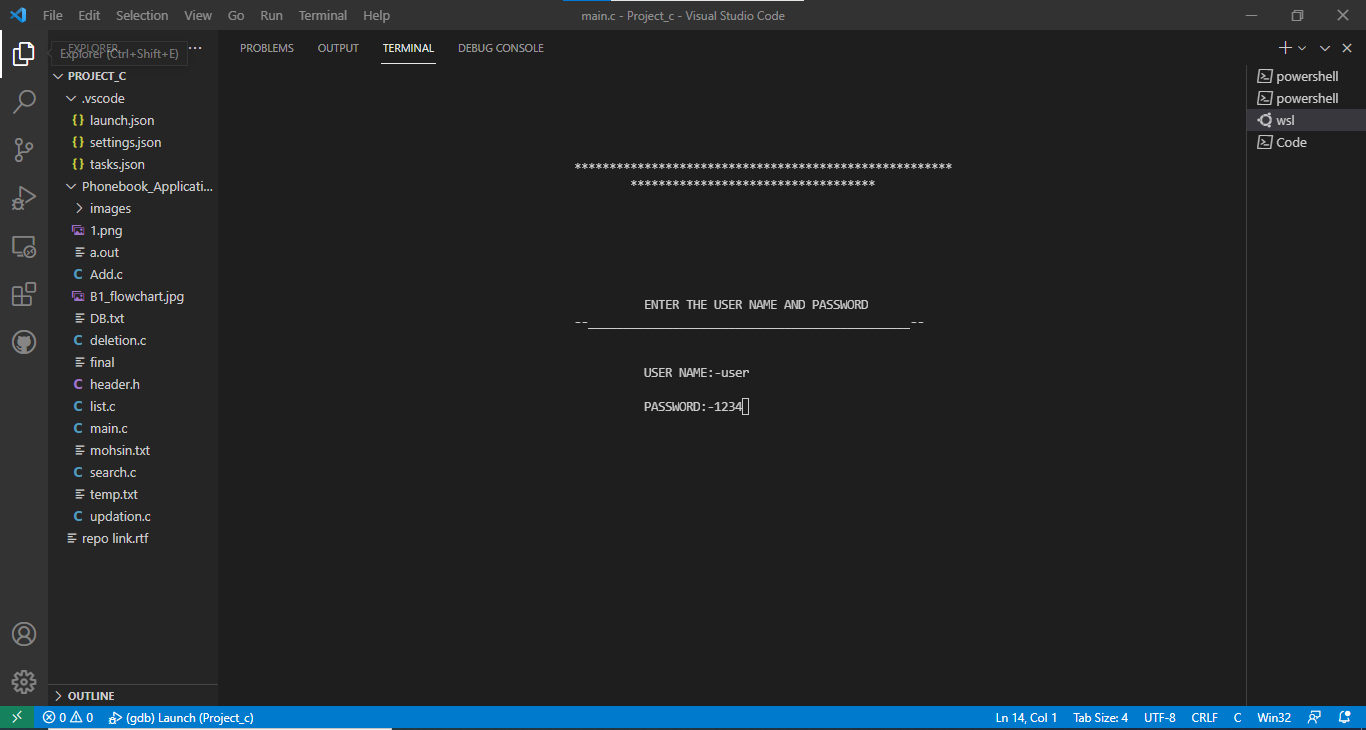 File Edit Selection View Go Run Terminal Help
main.c - Project_c - Visual Studio Code
EXPLORER
Explorer (Ctrl+Shift+E)
PROJECT_C
.vscode
{} launch.json
{} settings.json
{} tasks.json
Phonebook_Applicati...
images
1.png
a.out
C Add.c
B1_flowchart.jpg
DB.txt
C deletion.c
final
C header.h
C list.c
C main.c
mohsin.txt
C search.c
temp.txt
C updation.c
repo link.rtf
OUTLINE
PROBLEMS OUTPUT TERMINAL DEBUG CONSOLE
******************************************************
***********************************
ENTER THE USER NAME AND PASSWORD
--______________________________________________--
USER NAME:-user
PASSWORD:-1234
powershell
powershell
wsl
Code
0 0 (gdb) Launch (Project_c)
Ln 14, Col 1 Tab Size: 4 UTF-8 CRLF C Win32